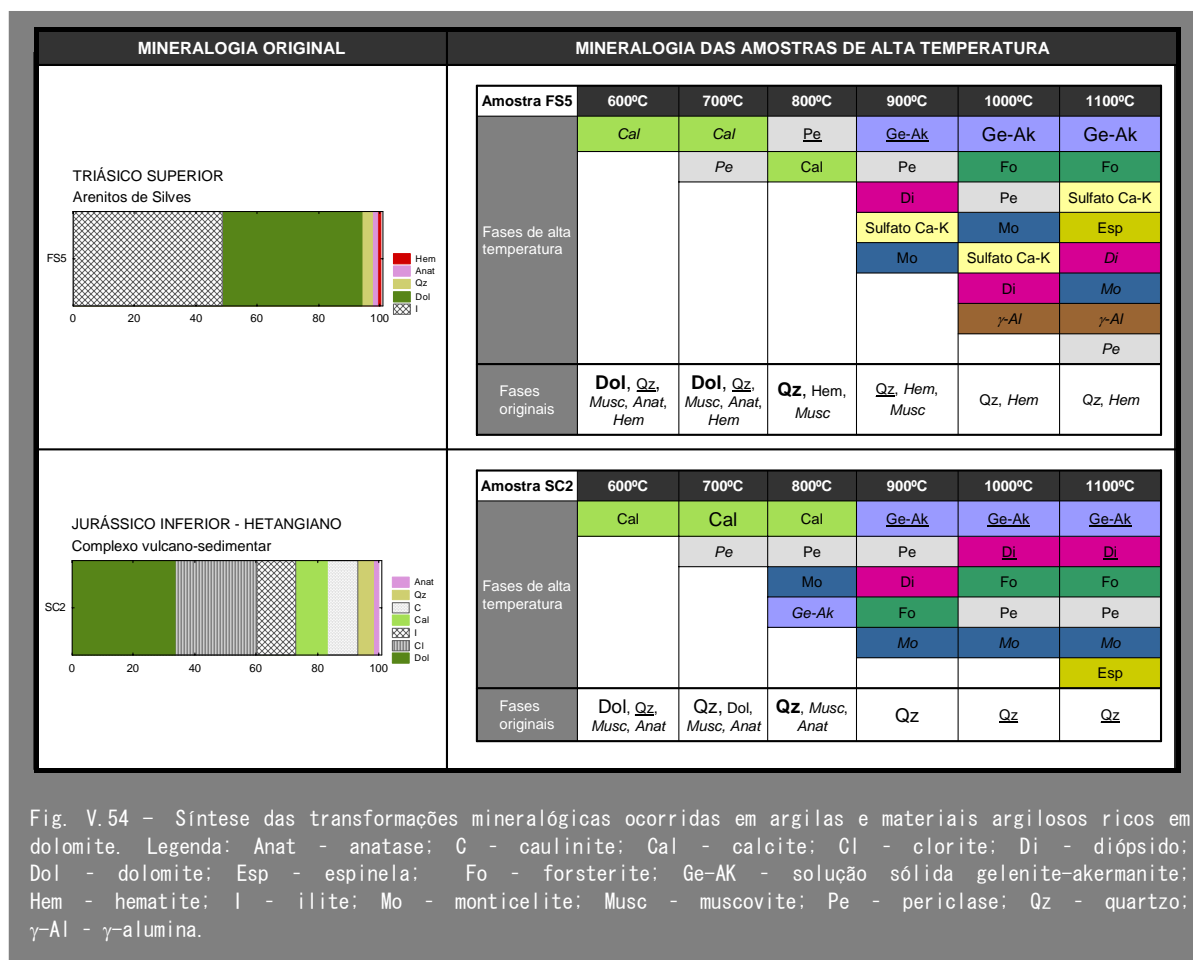 MINERALOGIA ORIGINAL
MINERALOGIA DAS AMOSTRAS DE ALTA TEMPERATURA
TRIÁSICO SUPERIOR
Arenitos de Silves
FS5
Hem
Anat
Qz
Dol
I
0 20 40 60 80 100
Amostra FS5 600ºC 700ºC 800ºC 900ºC 1000ºC 1100ºC
Fases de alta temperatura
Cal Cal Pe Ge-Ak Ge-Ak Ge-Ak
Pe Cal Pe Fo Fo
Di Pe Sulfato Ca-K
Sulfato Ca-K Mo Esp
Mo Sulfato Ca-K Di
Di Mo
γ-Al γ-Al
Pe
Fases originais
Dol, Qz, Musc, Anat, Hem
Dol, Qz, Musc, Anat, Hem
Qz, Hem, Musc
Qz, Hem, Musc
Qz, Hem
Qz, Hem
JURÁSSICO INFERIOR - HETANGIANO
Complexo vulcano-sedimentar
SC2
Anat
Qz
C
Cal
I
Cl
Dol
0 20 40 60 80 100
Amostra SC2 600ºC 700ºC 800ºC 900ºC 1000ºC 1100ºC
Fases de alta temperatura
Cal Cal Cal Ge-Ak Ge-Ak Ge-Ak
Pe Pe Pe Di Di
Mo Di Fo Fo
Ge-Ak Fo Pe Pe
Mo Mo Mo
Esp
Fases originais
Dol, Qz, Musc, Anat
Qz, Dol, Musc, Anat
Qz, Musc, Anat
Qz
Qz
Qz
Fig. V.54 – Síntese das transformações mineralógicas ocorridas em argilas e materiais argilosos ricos em
dolomite. Legenda: Anat - anatase; C - caulinite; Cal - calcite; Cl - clorite; Di - diópsido;
Dol - dolomite; Esp - espinela; Fo - forsterite; Ge-AK - solução sólida gelenite-akermanite;
Hem - hematite; I - ilite; Mo - monticelite; Musc - muscovite; Pe - periclase; Qz - quartzo;
γ-Al - γ-alumina.